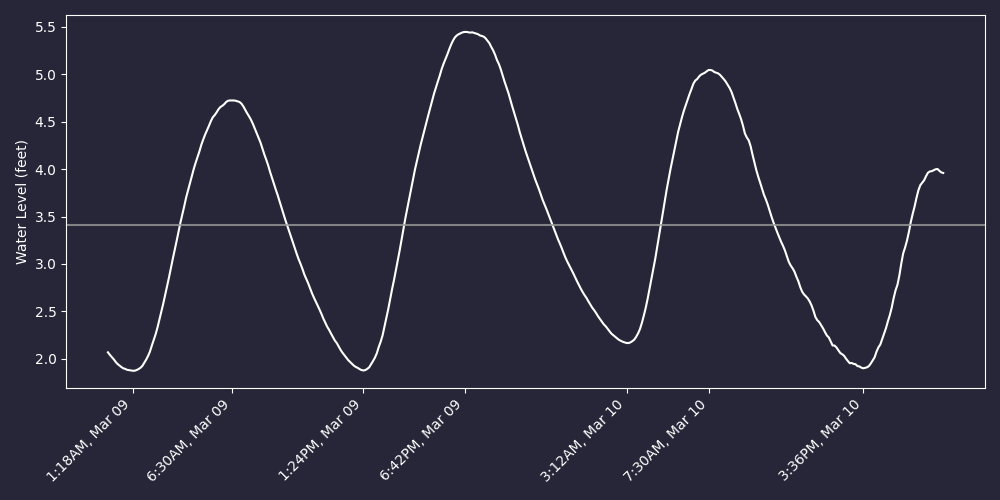 5.5
5.0
4.5
4.0
3.5
3.0
2.5
2.0
Water Level (feet)
1:18AM, Mar 09
6:30AM, Mar 09
1:24PM, Mar 09
6:42PM, Mar 09
3:12AM, Mar 10
7:30AM, Mar 10
3:36PM, Mar 10